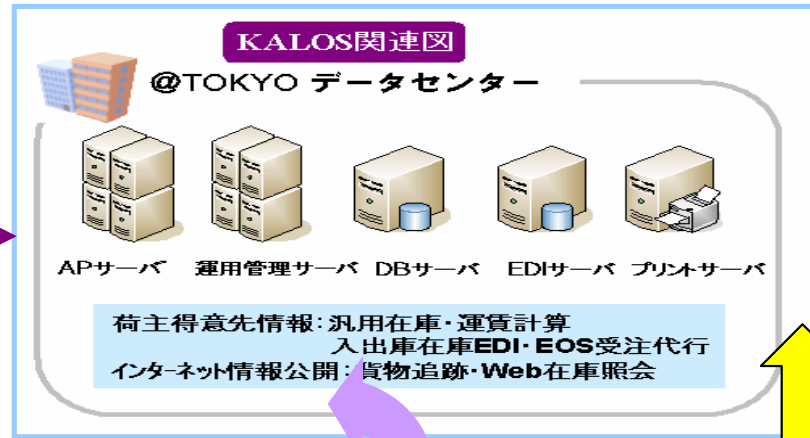 KALOS関連図
@TOKYO データセンター
APサーバ 運用管理サーバ DBサーバ EDIサーバ プリントサーバ
荷主得意先情報:汎用在庫・運賃計算
入出庫在庫EDI・EOS受注代行
インターネット情報公開:貨物追跡・Web在庫照会